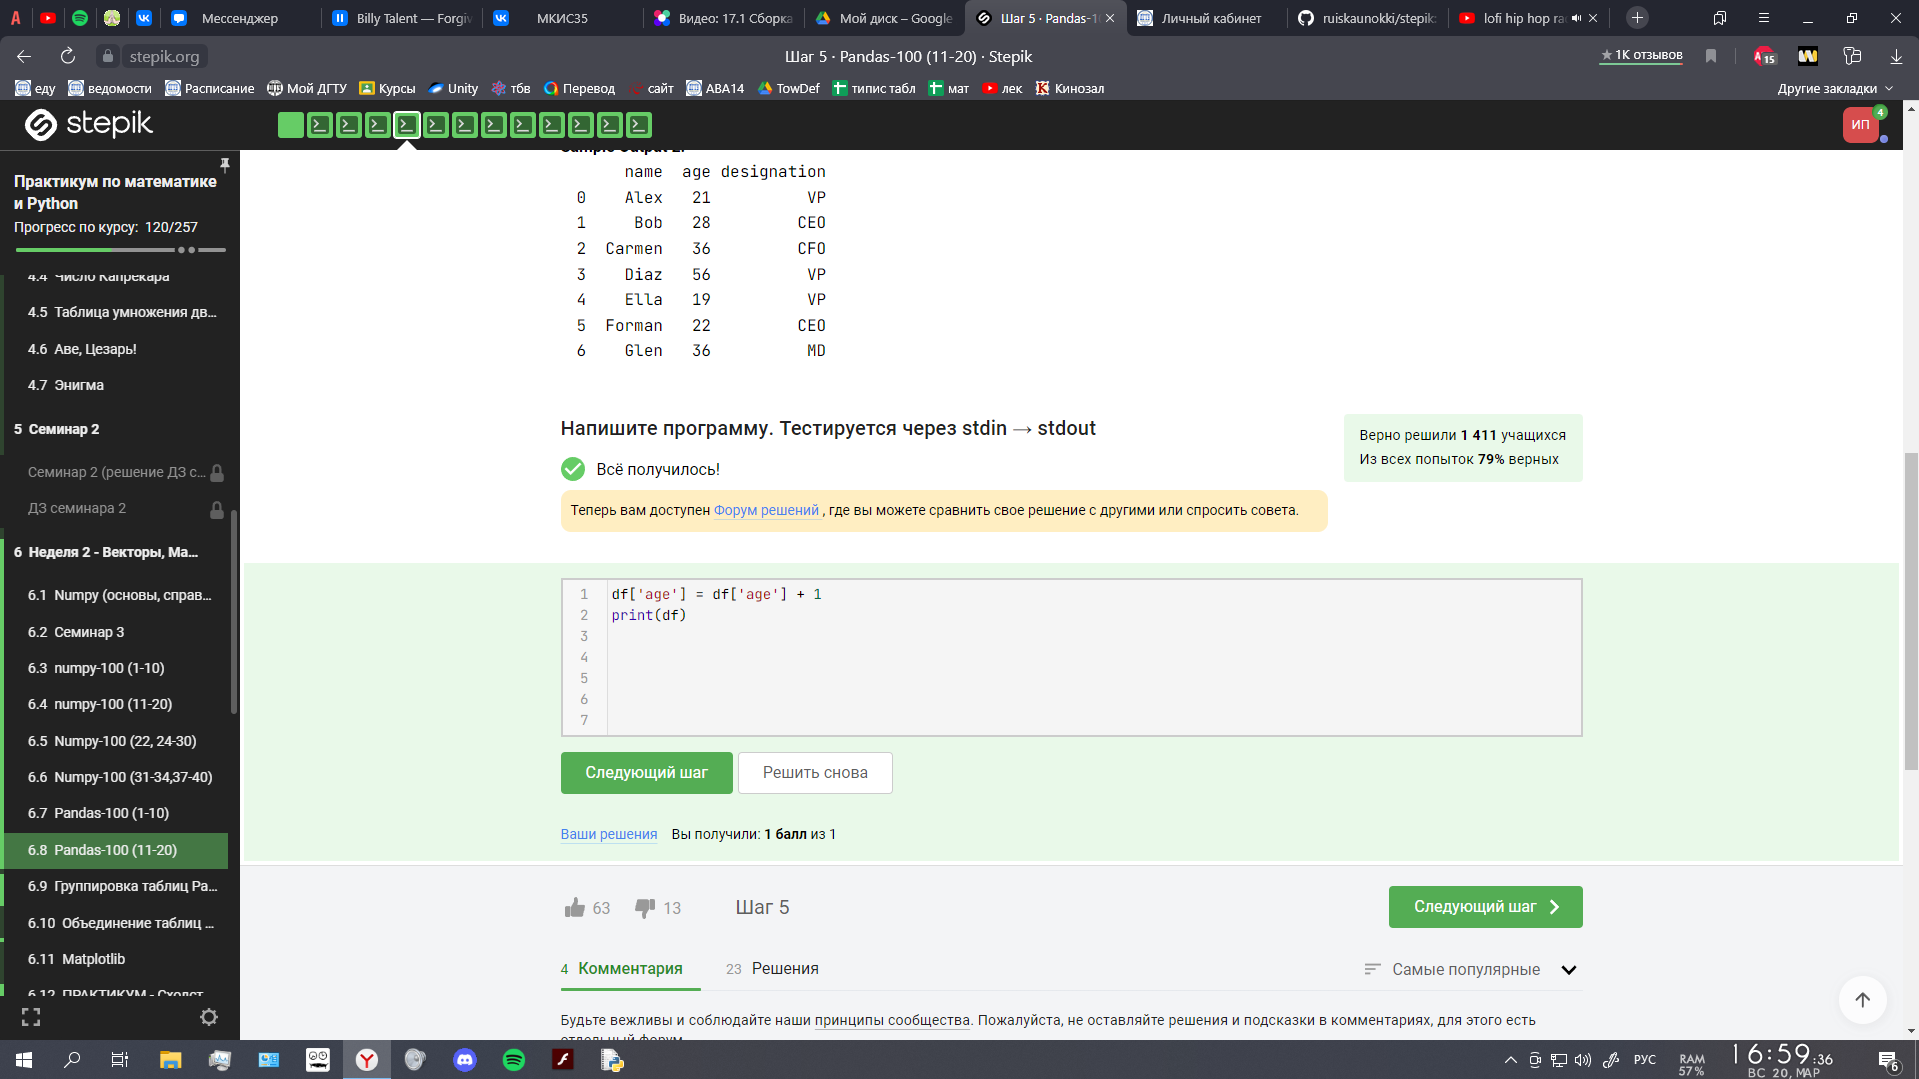 Мессенджер
Billy Talent — Forgiv
МКИС35
Видео: 17.1 Сборка
Мой диск – Google
Шаг 5 · Pandas-1
Личный кабинет
ruiskaunokki/stepik
lofi hip hop ra
stepik.org
Шаг 5 · Pandas-100 (11-20) · Stepik
★ 1K отзывов
15
еду
ведомости
Расписание
Мой ДГТУ
Курсы
Unity
тбв
Перевод
сайт
АВА14
TowDef
типис табл
мат
лек
Кинозал
Другие закладки
stepik
ИП
4
Практикум по математике
и Python
Прогресс по курсу: 120/257
4.4 Число Капрекара
4.5 Таблица умножения дв...
4.6 Аве, Цезарь!
4.7 Энигма
5 Семинар 2
Семинар 2 (решение ДЗ с...
ДЗ семинара 2
6 Неделя 2 - Векторы, Ма...
6.1 Numpy (основы, справ...
6.2 Семинар 3
6.3 numpy-100 (1-10)
6.4 numpy-100 (11-20)
6.5 Numpy-100 (22, 24-30)
6.6 Numpy-100 (31-34,37-40)
6.7 Pandas-100 (1-10)
6.8 Pandas-100 (11-20)
6.9 Группировка таблиц Pa...
6.10 Объединение таблиц ...
6.11 Matplotlib
6.12 ПРАКТИКУМ - Сходст
Sample Output 2:
name age designation
0 Alex 21 VP
1 Bob 28 CEO
2 Carmen 36 CFO
3 Diaz 56 VP
4 Ella 19 VP
5 Forman 22 CEO
6 Glen 36 MD
Напишите программу. Тестируется через stdin → stdout
Всё получилось!
Верно решили 1 411 учащихся
Из всех попыток 79% верных
Теперь вам доступен Форум решений , где вы можете сравнить свое решение с другими или спросить совета.
1 df['age'] = df['age'] + 1
2 print(df)
3
4
5
6
7
Следующий шаг
Решить снова
Ваши решения Вы получили: 1 балл из 1
63
13
Шаг 5
Следующий шаг
4 Комментария
23 Решения
Самые популярные
Будьте вежливы и соблюдайте наши принципы сообщества. Пожалуйста, не оставляйте решения и подсказки в комментариях, для этого есть
отдельный форум.
РУС
RAM
57%
16:59:36
ВС 20, МАР
6